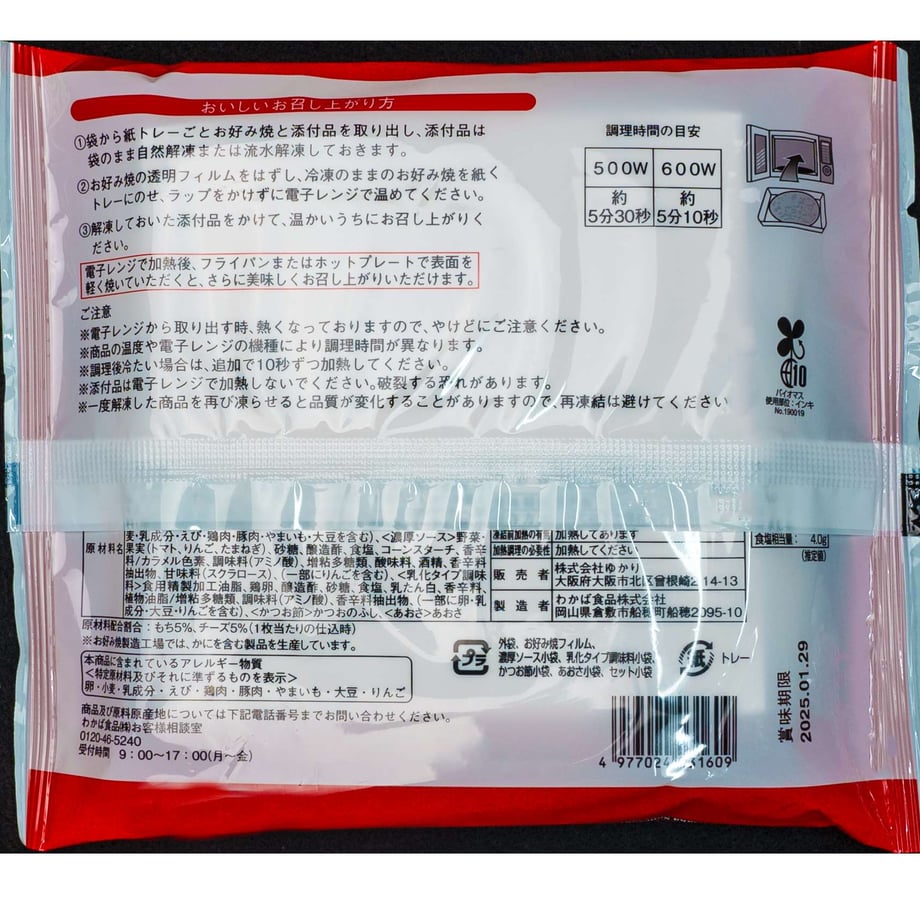 おいしいお召し上がり方
①袋から紙トレーごとお好み焼と添付品を取り出し、添付品は
袋のまま自然解凍または流水解凍しておきます。
②お好み焼の透明フィルムをはずし、冷凍のままのお好み焼を紙
トレーにのせ、ラップをかけずに電子レンジで温めてください。
③解凍しておいた添付品をかけて、温かいうちにお召し上がりく
ださい。
電子レンジで加熱後、フライパンまたはホットプレートで表面を
軽く焼いていただくと、さらに美味しくお召し上がりいただけます。
調理時間の目安
500W 600W
約 約
5分30秒 5分10秒
ご注意
※電子レンジから取り出す時、熱くなっておりますので、やけどにご注意ください。
※商品の温度や電子レンジの機種により調理時間が異なります。
※調理後冷たい場合は、追加で10秒ずつ加熱してください。
※添付品は電子レンジで加熱しないでください。破裂する恐れがあります。
※一度解凍した商品を再び凍らせると品質が変化することがありますので、再凍結は避けてください
10
バイオマス
使用部位:インキ
No.190019
原材料名
麦・乳成分・えび・鶏肉・豚肉・やまいも・大豆を含む)、<濃厚ソース>野菜・
果実(トマト、りんご、たまねぎ)、砂糖、醸造酢、食塩、コーンスターチ、香辛
料/カラメル色素、調味料(アミノ酸)、増粘多糖類、酸味料、酒精、香辛料
抽出物、甘味料(スクラロース)、(一部にりんごを含む)、<乳化タイプ調味
料>食用精製加工油脂、鶏卵、醸造酢、砂糖、食塩、乳たん白、香辛料、
植物油脂/増粘多糖類、調味料(アミノ酸)、香辛料抽出物、(一部に卵・乳
成分・大豆・りんごを含む)、<かつお節>かつおのふし、<あおさ>あおさ
凍結前加熱の有無 加熱してあります
加熱調理の必要性 加熱してください
販売者 株式会社ゆかり
大阪府大阪市北区曾根崎2-14-13
製造者 わかば食品株式会社
岡山県倉敷市船穂町船穂2095-10
食塩相当量: 4.0g
(推定値)
原材料配合割合:もち5%、チーズ5%(1枚当たりの仕込時)
※お好み焼製造工場では、かにを含む製品を生産しています。
本商品に含まれているアレルギー物質
<特定原材料及びそれに準ずるものを表示>
卵・小麦・乳成分・えび・鶏肉・豚肉・やまいも・大豆・りんご
プラ
外袋、お好み焼フィルム、
濃厚ソース小袋、乳化タイプ調味料小袋、
かつお節小袋、あおさ小袋、セット小袋
紙 トレー
商品及び原料原産地については下記電話番号までお問い合わせください。
わかば食品(株)お客様相談室
0120-46-5240
受付時間 9:00〜17:00(月〜金)
賞味期限
2025.01.29
4 977024 1609